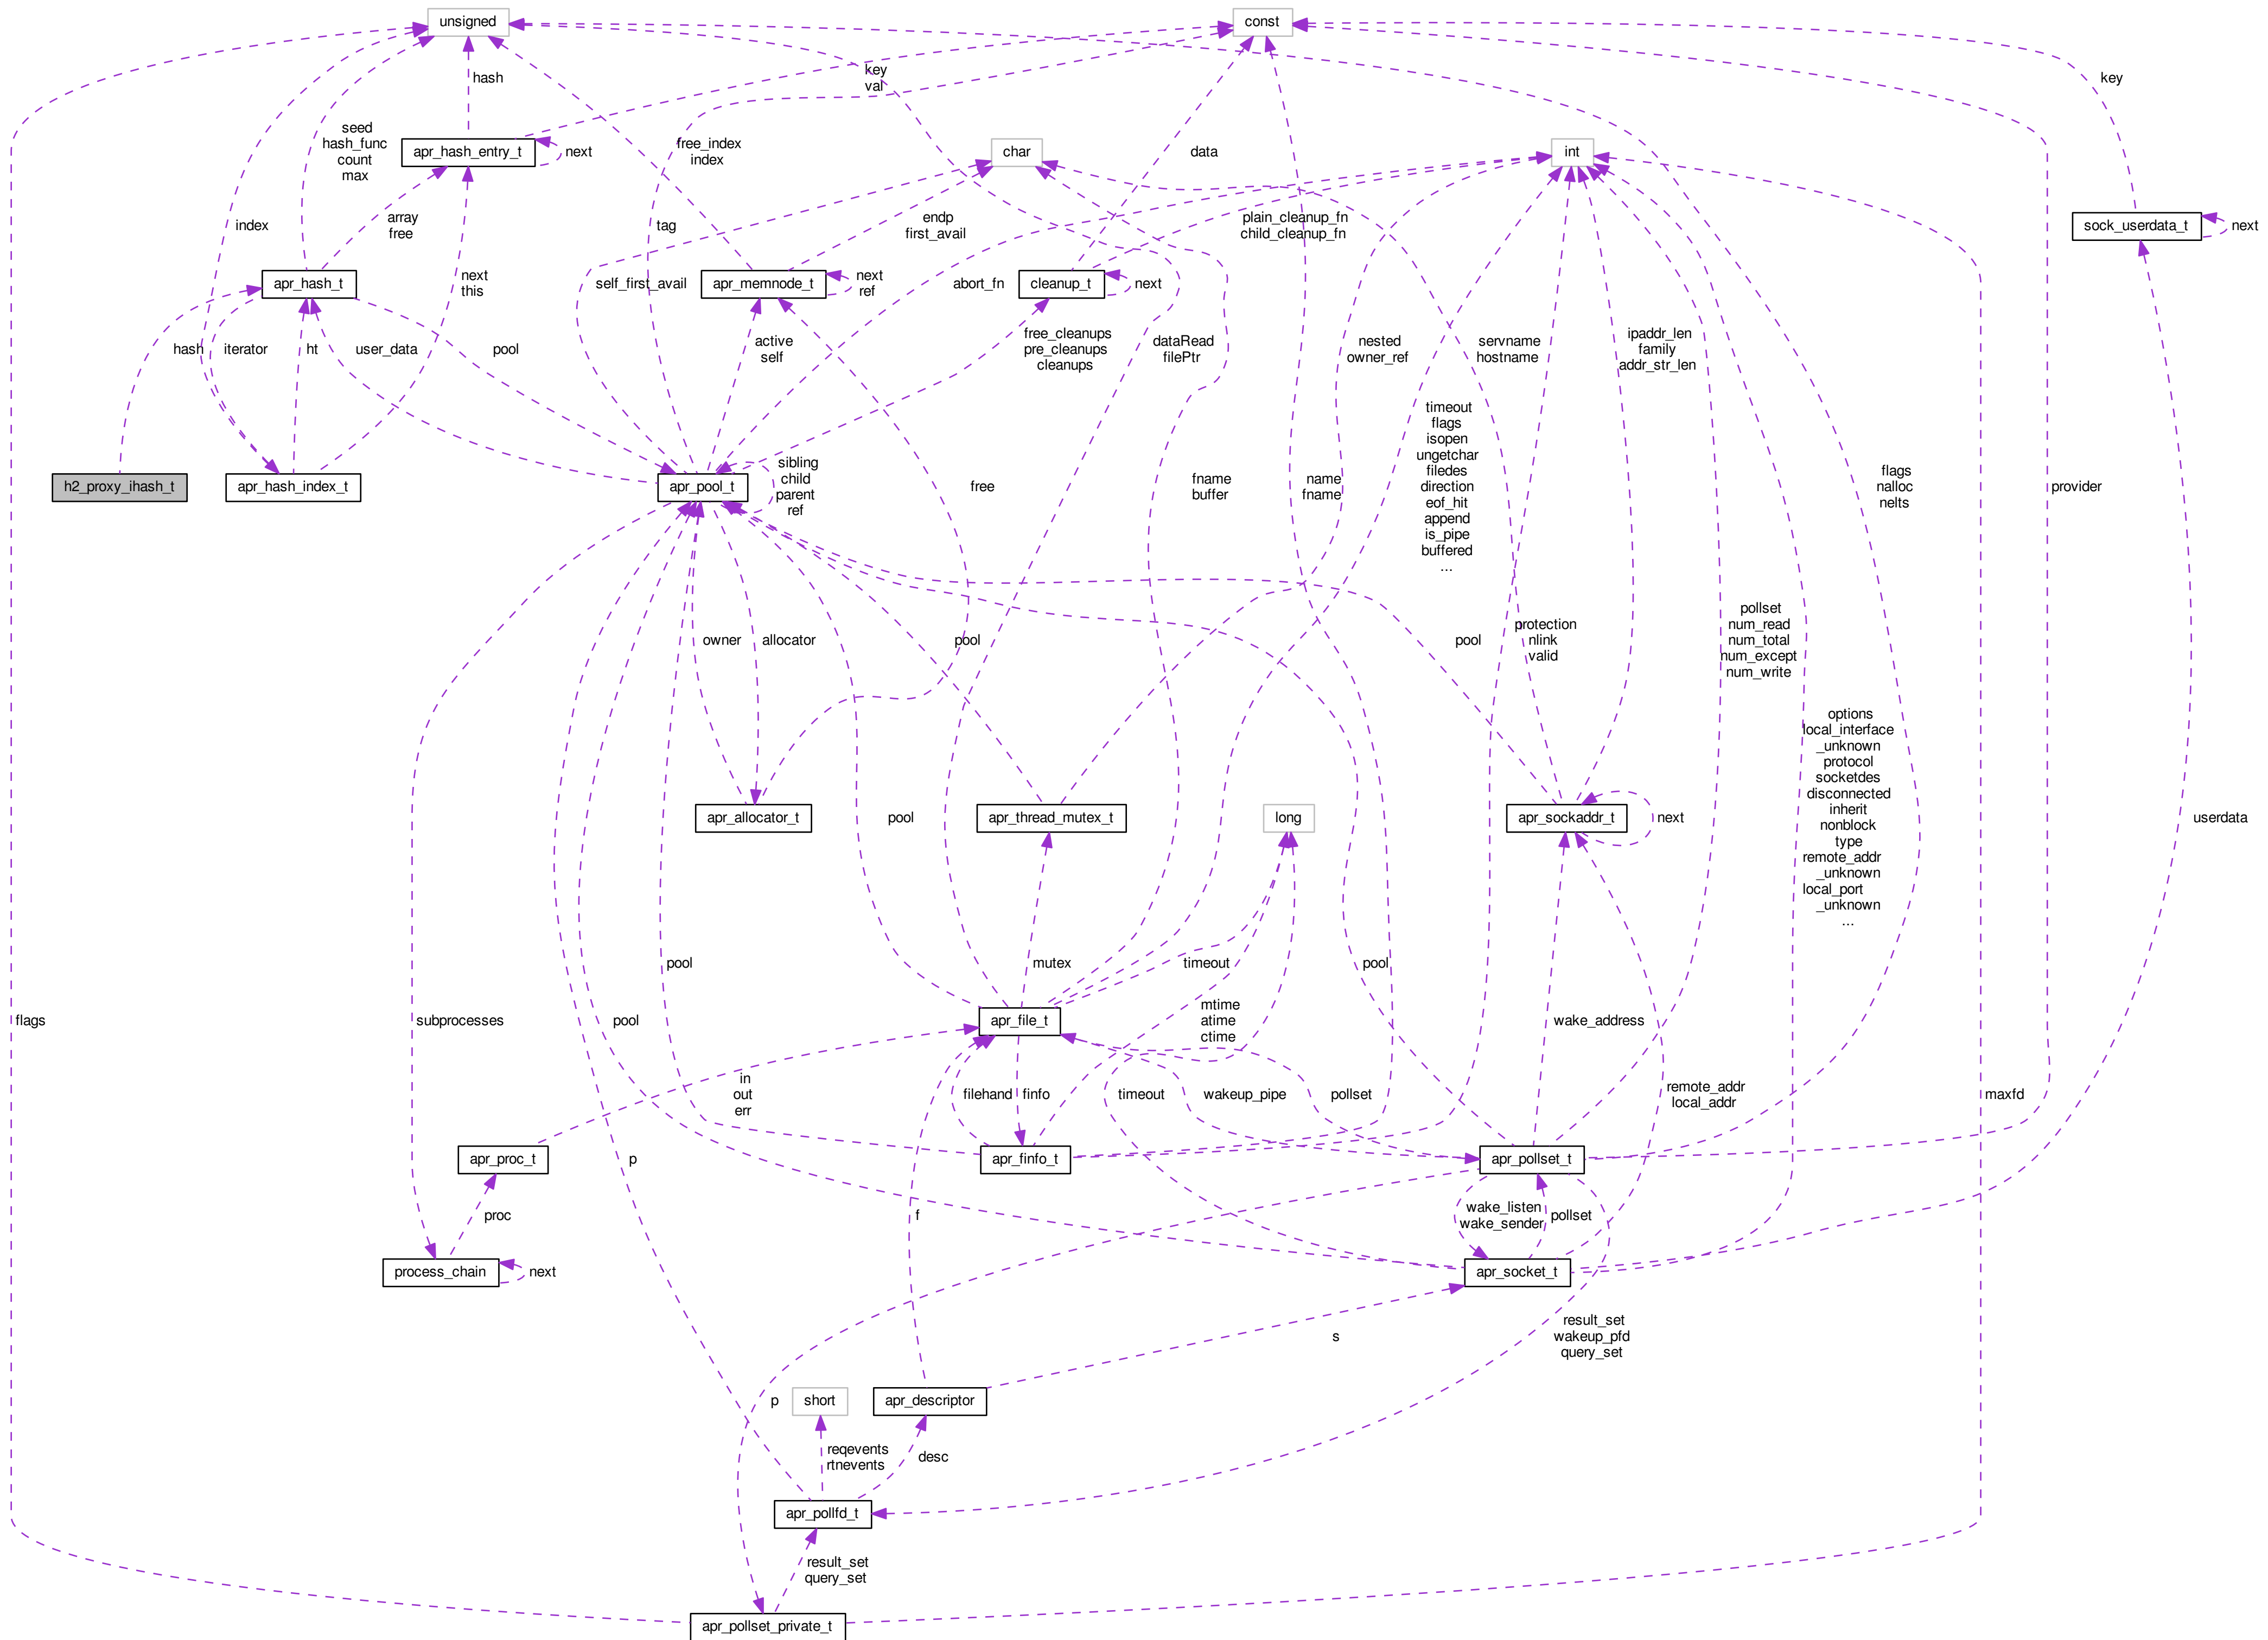 unsigned
const
key
val
hash
key
seed
hash_func
count
max
apr_hash_entry_t
next
free_index
index
char
data
int
index
array
free
tag
endp
first_avail
plain_cleanup_fn
child_cleanup_fn
sock_userdata_t
next
apr_hash_t
next
this
self_first_avail
apr_memnode_t
next
ref
abort_fn
cleanup_t
next
hash
iterator
ht
user_data
pool
active
self
free_cleanups
pre_cleanups
cleanups
dataRead
filePtr
nested
owner_ref
servname
hostname
ipaddr_len
family
addr_str_len
timeout
flags
isopen
ungetchar
filedes
direction
eof_hit
append
is_pipe
buffered
...
h2_proxy_ihash_t
apr_hash_index_t
apr_pool_t
sibling
child
parent
ref
free
fname
buffer
name
fname
flags
nalloc
nelts
provider
owner
allocator
pool
protection
nlink
valid
pool
pollset
num_read
num_total
num_except
num_write
options
local_interface
_unknown
protocol
socketdes
disconnected
inherit
nonblock
type
remote_addr
_unknown
local_port
_unknown
...
apr_allocator_t
pool
apr_thread_mutex_t
long
apr_sockaddr_t
next
userdata
pool
mutex
timeout
pool
flags
subprocesses
pool
apr_file_t
mtime
atime
ctime
wake_address
in
out
err
filehand
finfo
timeout
wakeup_pipe
pollset
remote_addr
local_addr
maxfd
apr_proc_t
p
apr_finfo_t
apr_pollset_t
proc
f
wake_listen
wake_sender
pollset
process_chain
next
apr_socket_t
s
result_set
wakeup_pfd
query_set
p
short
apr_descriptor
reqevents
rtnevents
desc
apr_pollfd_t
result_set
query_set
apr_pollset_private_t